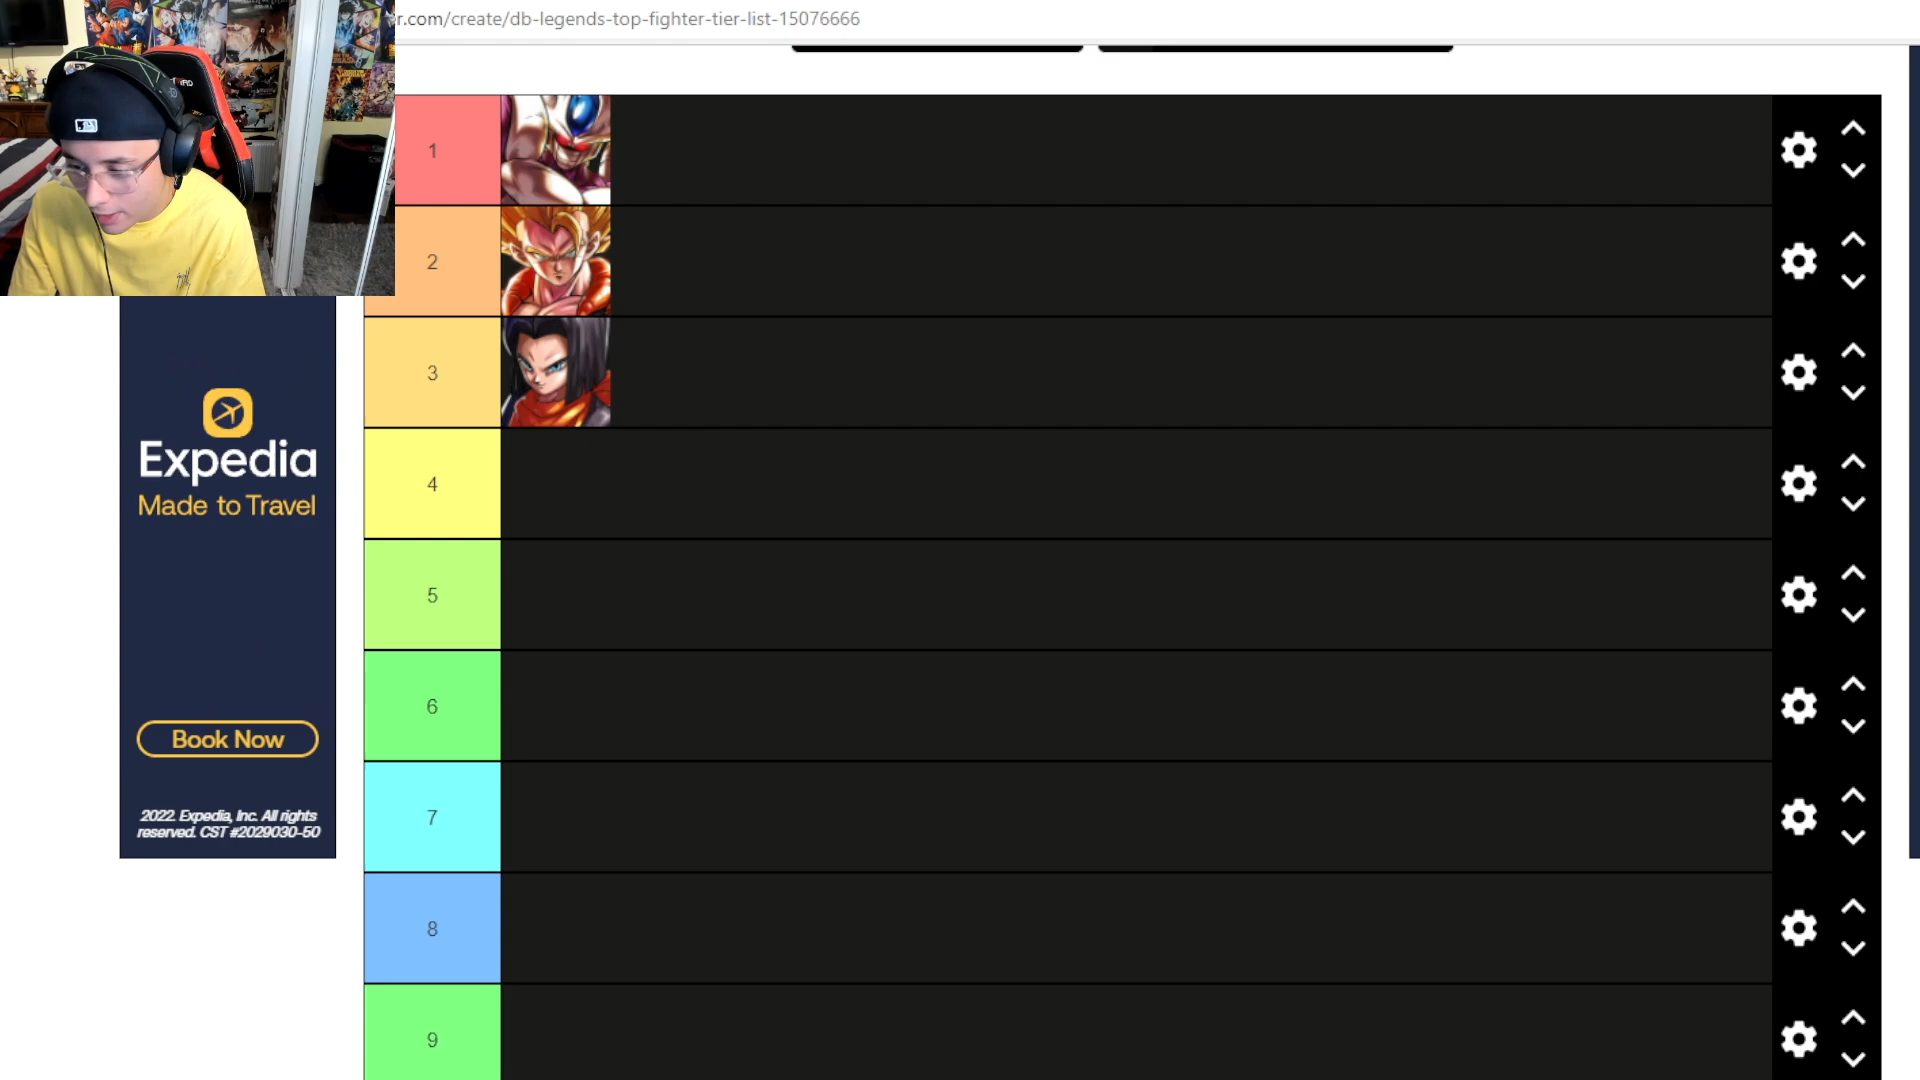 r.com/create/db-legends-top-fighter-tier-list-15076666
1
2
3
4
5
6
7
8
9
Expedia
Made to Travel
Book Now
2022. Expedia, Inc. All rights
reserved. CST #2029030-50